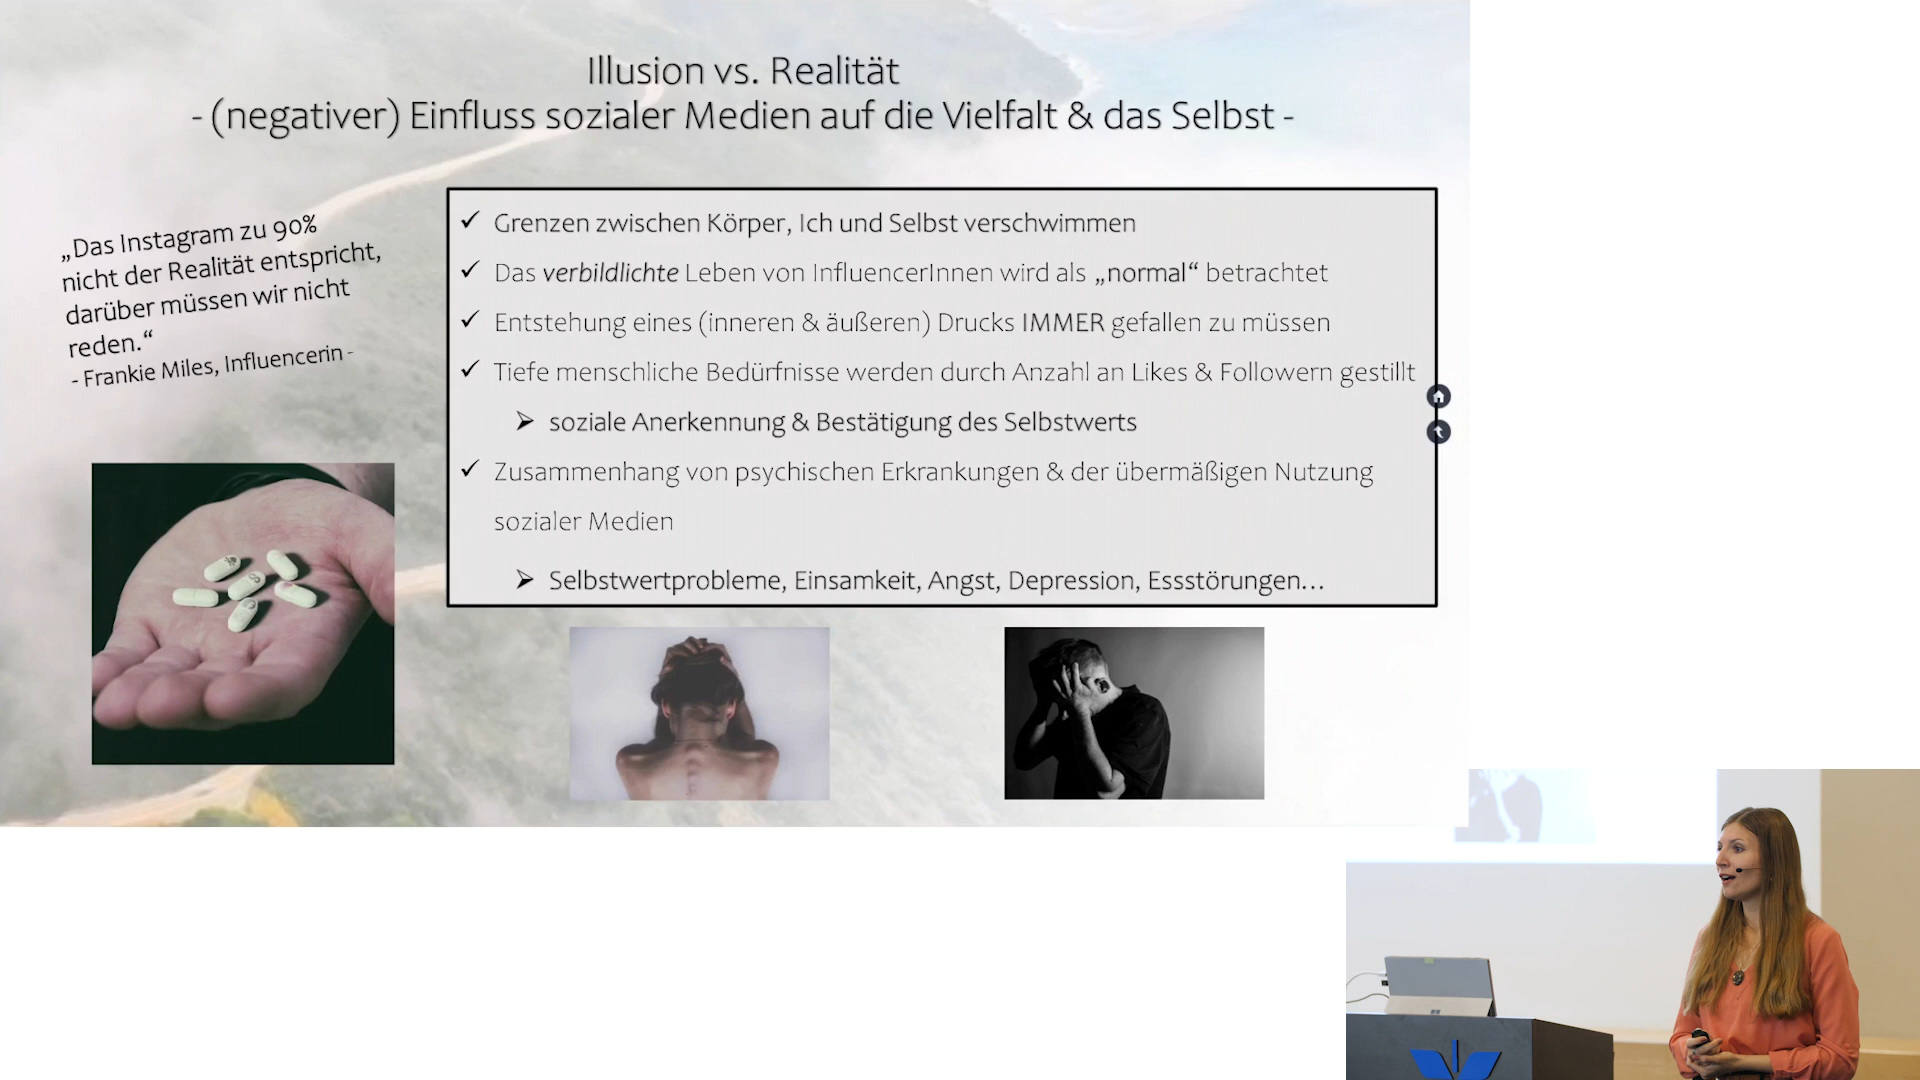 Illusion vs. Realität
- (negativer) Einfluss sozialer Medien auf die Vielfalt & das Selbst -
„Das Instagram zu 90%
nicht der Realität entspricht,
darüber müssen wir nicht
reden.“
- Frankie Miles, Influencerin -
✓ Grenzen zwischen Körper, Ich und Selbst verschwimmen
✓ Das verbildlichte Leben von InfluencerInnen wird als „normal“ betrachtet
✓ Entstehung eines (inneren & äußeren) Drucks IMMER gefallen zu müssen
✓ Tiefe menschliche Bedürfnisse werden durch Anzahl an Likes & Followern gestillt
➢ soziale Anerkennung & Bestätigung des Selbstwerts
✓ Zusammenhang von psychischen Erkrankungen & der übermäßigen Nutzung
sozialer Medien
➢ Selbstwertprobleme, Einsamkeit, Angst, Depression, Essstörungen…